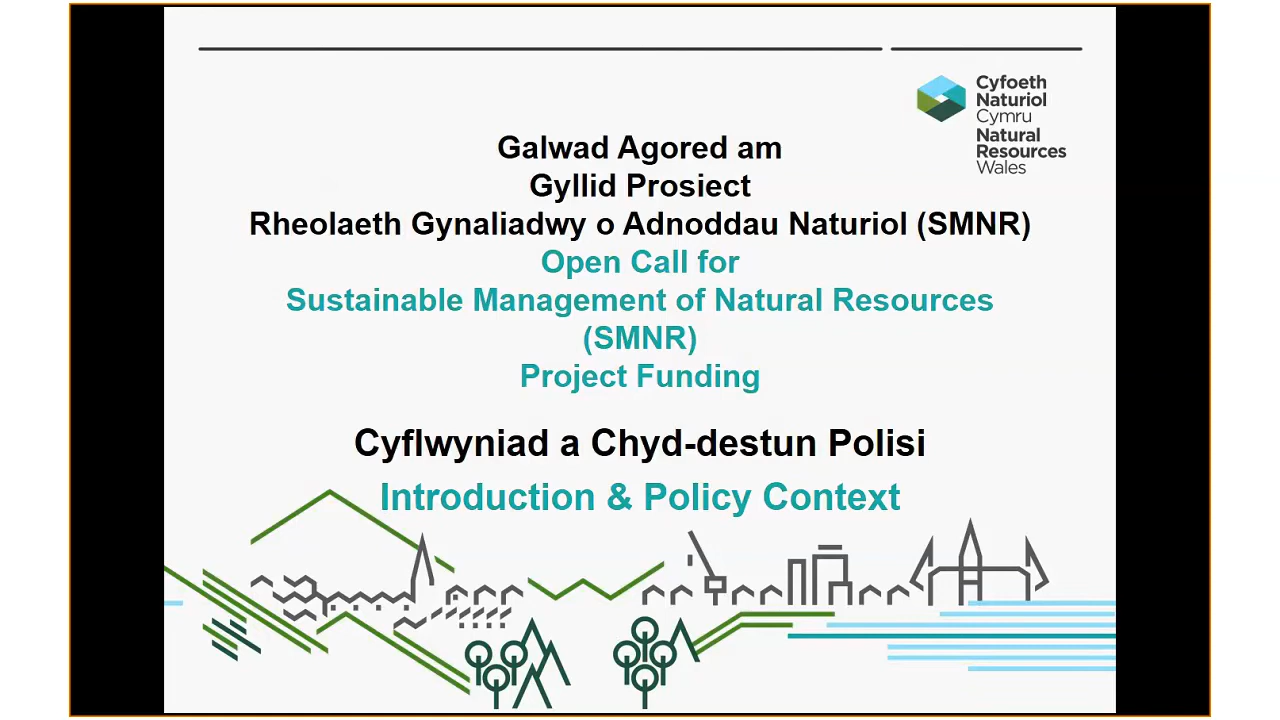 Cyfoeth
Naturiol
Cymru
Natural
Resources
Wales
Galwad Agored am
Gyllid Prosiect
Rheolaeth Gynaliadwy o Adnoddau Naturiol (SMNR)
Open Call for
Sustainable Management of Natural Resources
(SMNR)
Project Funding
Cyflwyniad a Chyd-destun Polisi
Introduction & Policy Context